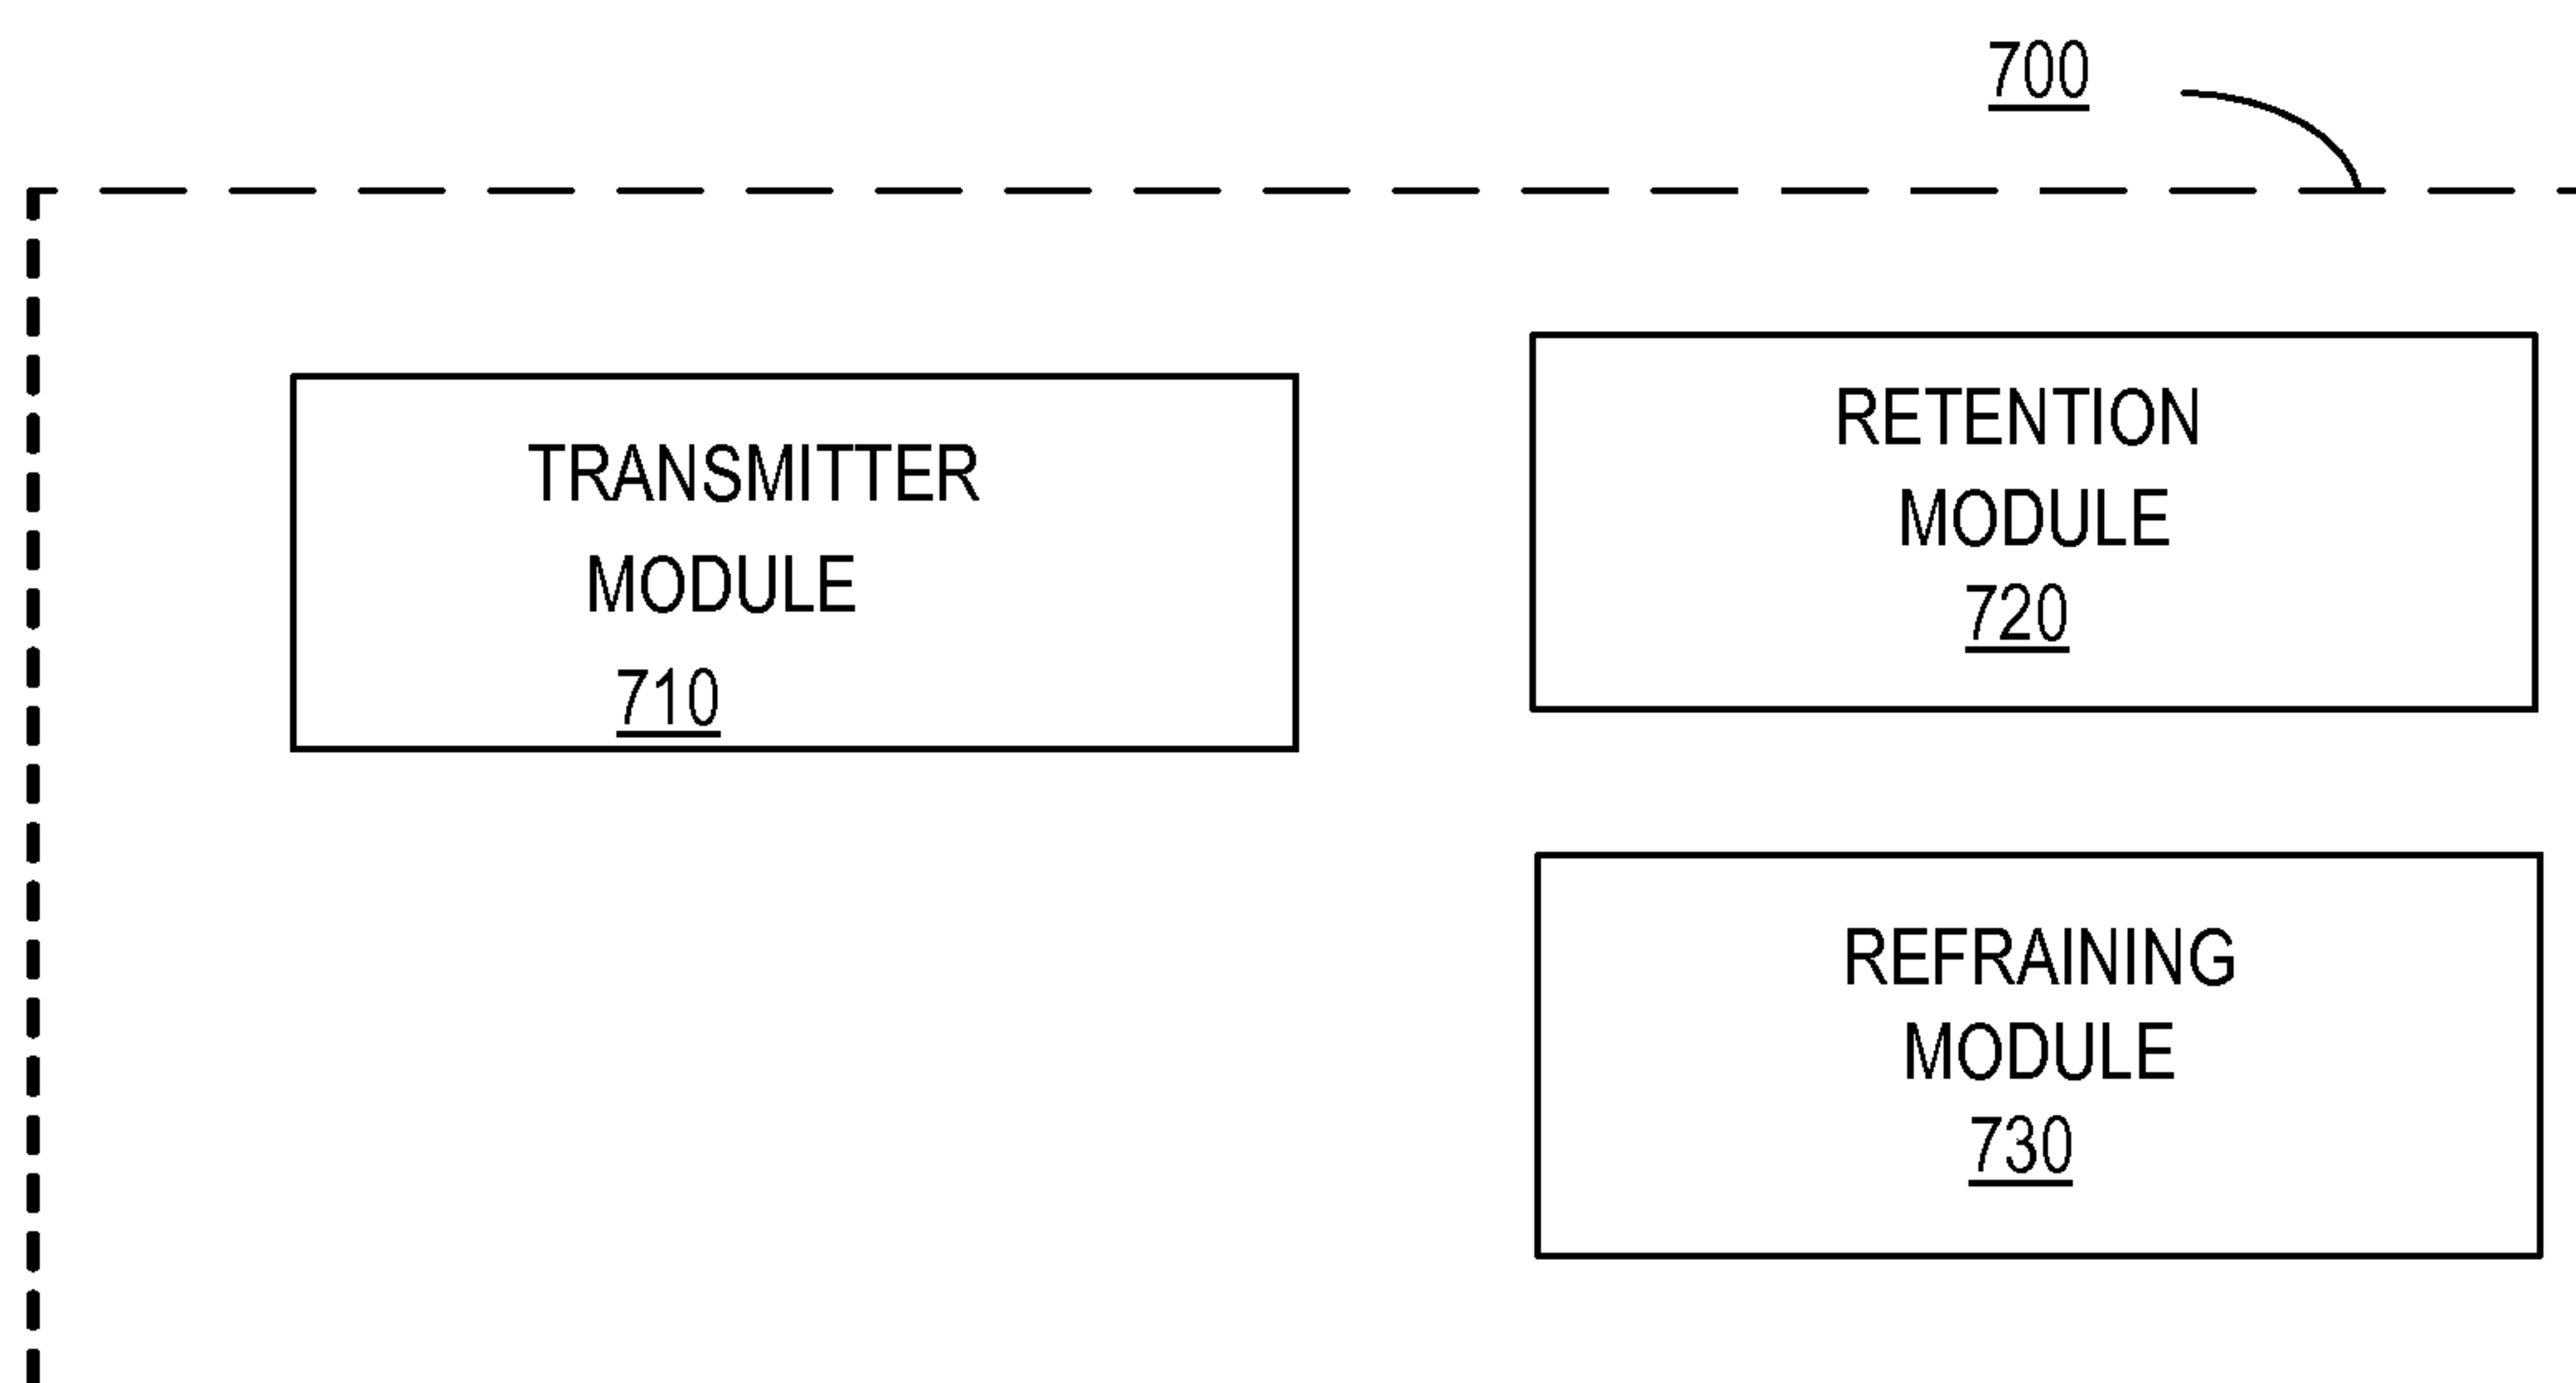 700
TRANSMITTER
MODULE
710
RETENTION
MODULE
720
REFRAINING
MODULE
730